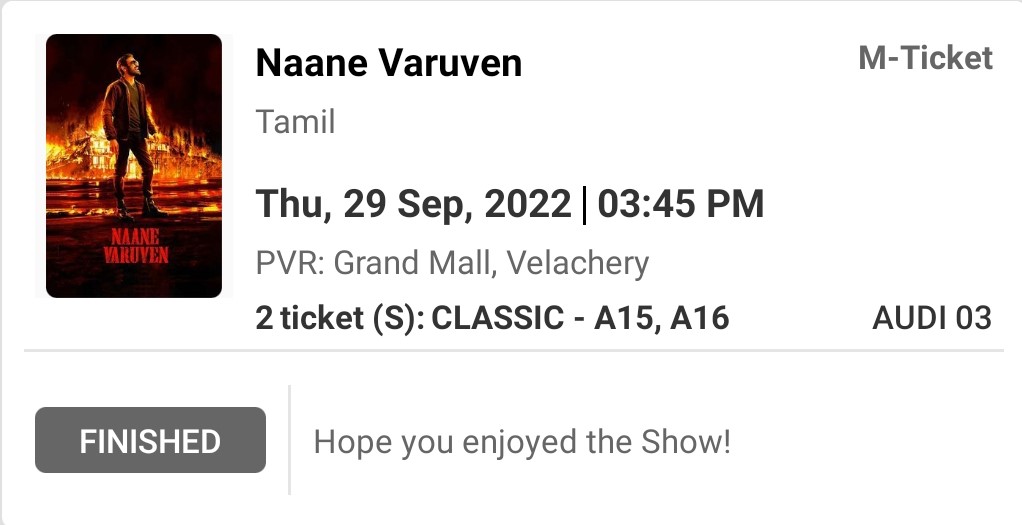 Naane Varuven
M-Ticket
Tamil
Thu, 29 Sep, 2022 | 03:45 PM
PVR: Grand Mall, Velachery
2 ticket (S): CLASSIC - A15, A16
AUDI 03
NAANE
VARUVEN
FINISHED
Hope you enjoyed the Show!